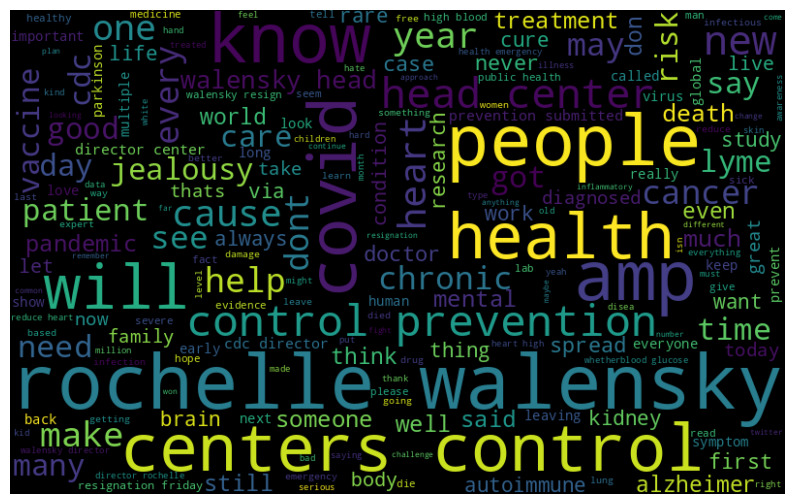 medicine feel tell free high blood treatment man infectious come
healthy one rare year may don risk new
important hand hate plan know cure health emergency
life case never called live
cdc parkinson multiple walensky head head center public health virus global say
vaccine every walensky resign seem approach illness women awareness
kind white treated something
good world look covid prevention submitted death
looking children hard people change study
director center care long heart condition research reduce skin
day jealousy take better continue got really lyme
last love thats via learn month type inflammatory sick
data way diagnosed cancer
patient cause dont anything old isn different
expert far see always resignation work even great
pandemic fact damage doctor health much everything
let level might lab amp keep must prevent
show will help chronic human mental give
common remember evidence leave died disea want
reduce heart severe put fight yeah maybe
based now control prevention time
need family early cdc director think thing spread everyone number today
million drug heart high whetherblood glucose
infection hope made thank
won please going
rochelle walensky
back getting brain next someone well said leaving kidney read twitter
kid make saying bad challenge symptom first
walensky director centers control
many director rochelle body die lung alzheimer right
resignation friday still emergency serious autoimmune